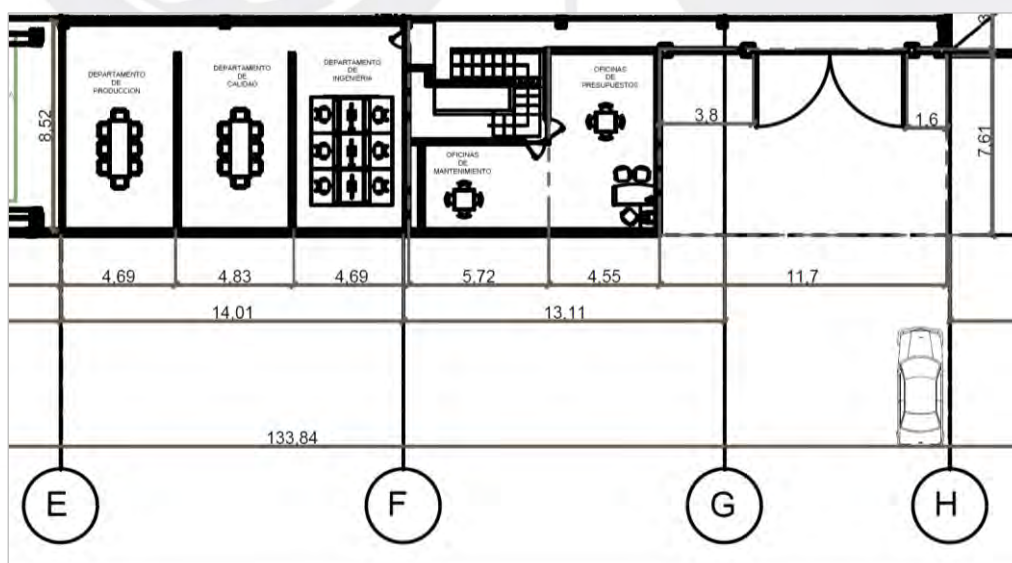 DEPARTAMENTO
DE
PRODUCCION
DEPARTAMENTO
DE
CALIDAD
DEPARTAMENTO
DE
INGENIERIA
OFICINAS
DE
PRESUPUESTOS
OFICINAS
DE
MANTENIMIENTO
8,52
3,8
1,6
3
7,61
4,69
4,83
4,69
5,72
4,55
11,7
14,01
13,11
133,84
E
F
G
H